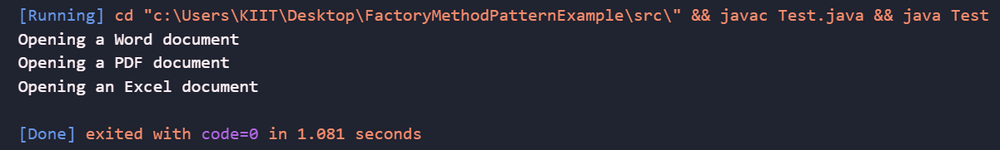 [Running] cd "c:\Users\KIIT\Desktop\FactoryMethodPatternExample\src\" && javac Test.java && java Test
Opening a Word document
Opening a PDF document
Opening an Excel document
[Done] exited with code=0 in 1.081 seconds